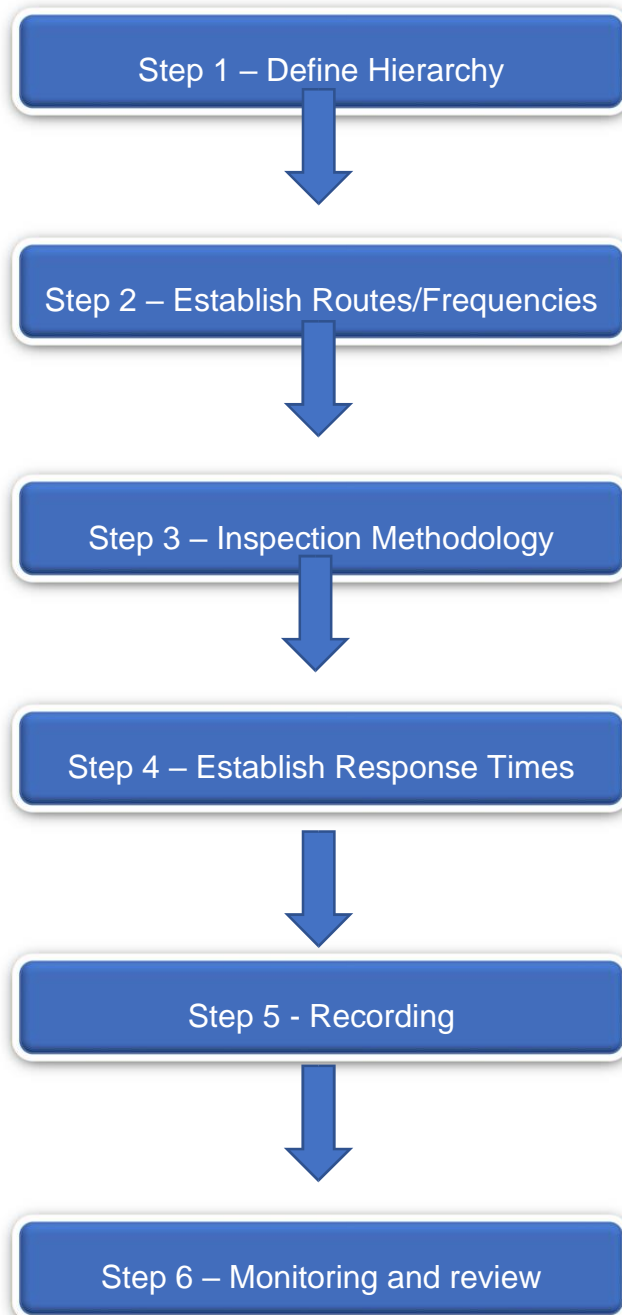 Step 1 – Define Hierarchy
Step 2 – Establish Routes/Frequencies
Step 3 – Inspection Methodology
Step 4 – Establish Response Times
Step 5 - Recording
Step 6 – Monitoring and review